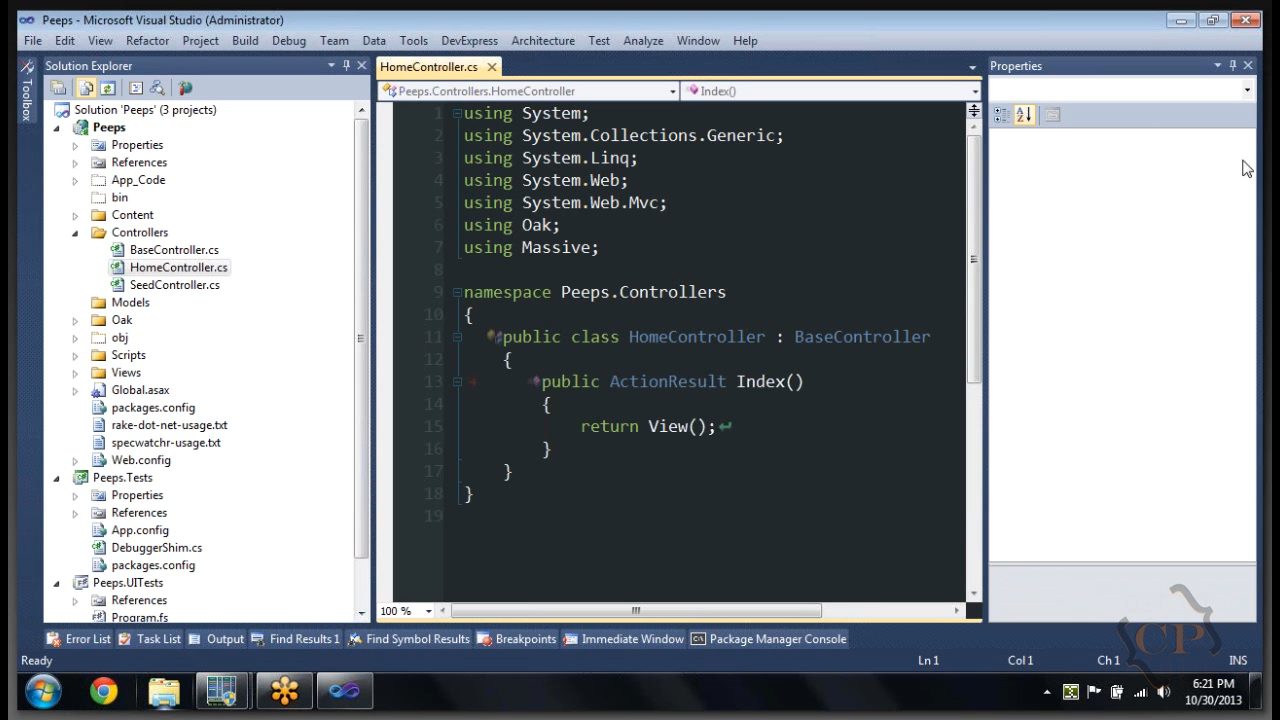 Peeps - Microsoft Visual Studio (Administrator)
File Edit View Refactor Project Build Debug Team Data Tools DevExpress Architecture Test Analyze Window Help
Toolbox
Solution Explorer
Solution 'Peeps' (3 projects)
Peeps
Properties
References
App_Code
bin
Content
Controllers
BaseController.cs
HomeController.cs
SeedController.cs
Models
Oak
obj
Scripts
Views
Global.asax
packages.config
rake-dot-net-usage.txt
specwatchr-usage.txt
Web.config
Peeps.Tests
Properties
References
App.config
DebuggerShim.cs
packages.config
Peeps.UITests
References
Program.fs
HomeController.cs
Peeps.Controllers.HomeController Index()
1 using System;
2 using System.Collections.Generic;
3 using System.Linq;
4 using System.Web;
5 using System.Web.Mvc;
6 using Oak;
7 using Massive;
8
9 namespace Peeps.Controllers
10 {
11 public class HomeController : BaseController
12 {
13 public ActionResult Index()
14 {
15 return View();
16 }
17 }
18 }
19
100 %
Properties
Error List Task List Output Find Results 1 Find Symbol Results Breakpoints Immediate Window Package Manager Console
Ready Ln 1 Col 1 Ch 1 INS
{CP}
6:21 PM
10/30/2013